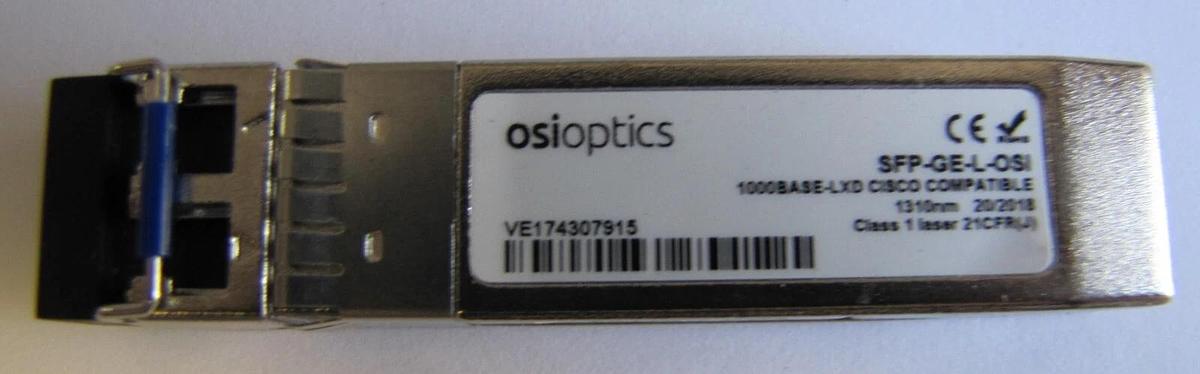 osioptics
CE
SFP-GE-L-OSI
1000BASE-LXD CISCO COMPATIBLE
1310nm 20/2018
Class 1 laser 21CFR(J)
VE174307915